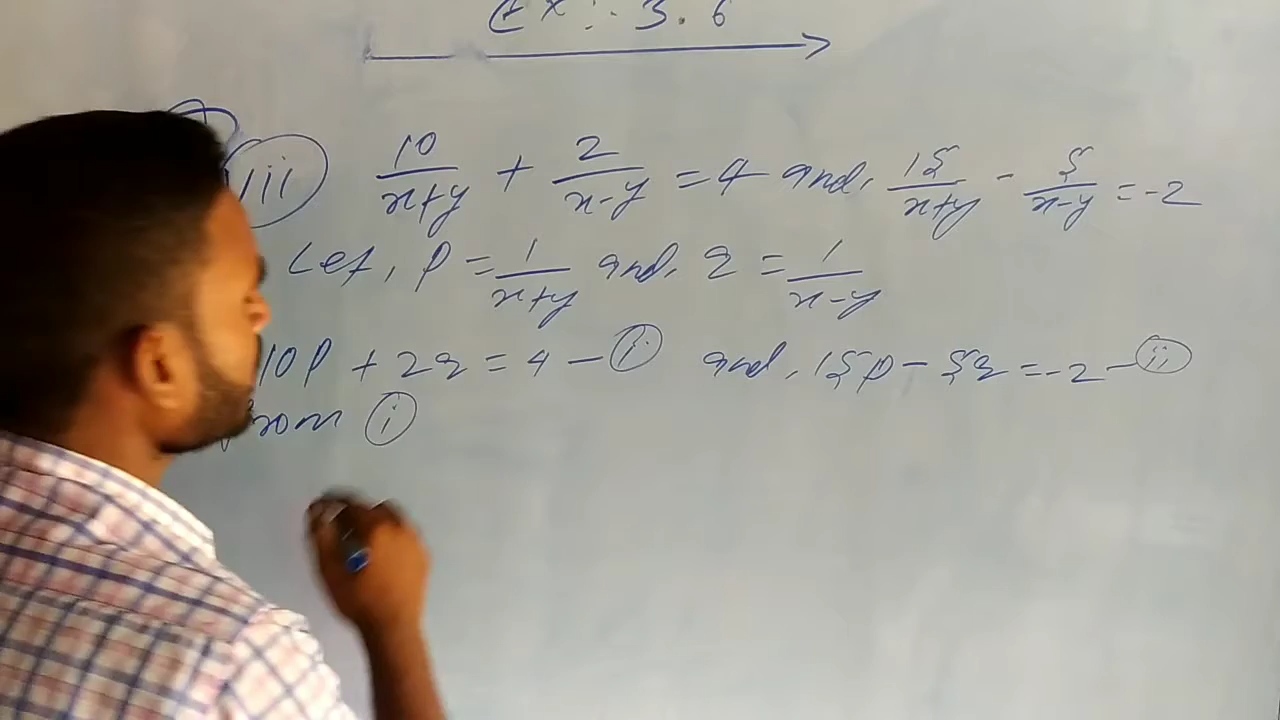 Ex:- 3.6
iii 10/(x+y) + 2/(x-y) = 4 and, 15/(x+y) - 5/(x-y) = -2
Let, p = 1/(x+y) and, q = 1/(x-y)
10p + 2q = 4 - (i) and, 15p - 5q = -2 - (ii)
from (i)